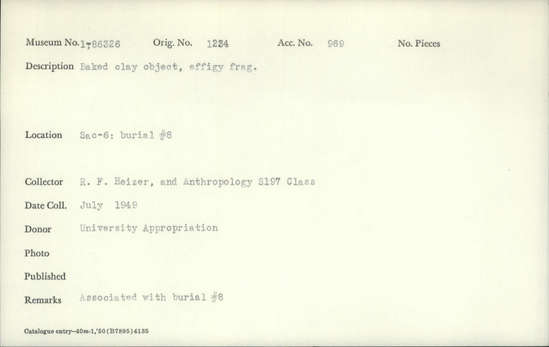 Museum No. 1-86326 Orig. No. 1234 Acc. No. 969 No. Pieces
Description Baked clay object, effigy frag.
Location Sac-6: burial #8
Collector R. F. Heizer, and Anthropology S197 Class
Date Coll. July 1949
Donor University Appropriation
Photo
Published
Remarks Associated with burial #8
Catalogue entry—40m-1,'50(B7895)4135